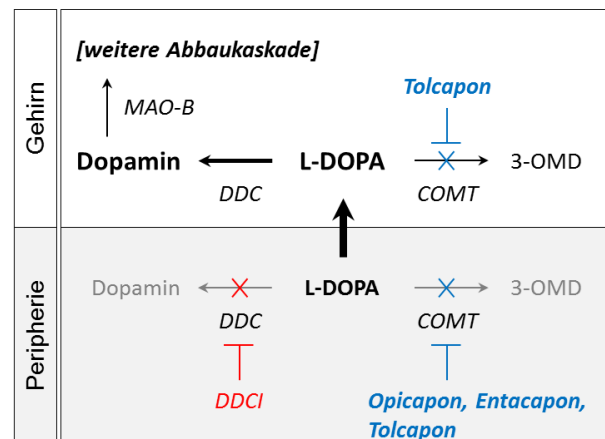 Gehirn
[weitere Abbaukaskade]
MAO-B
Tolcapon
Dopamin
L-DOPA
3-OMD
DDC
COMT
Peripherie
Dopamin
L-DOPA
3-OMD
DDC
COMT
DDCI
Opicapon, Entacapon,
Tolcapon